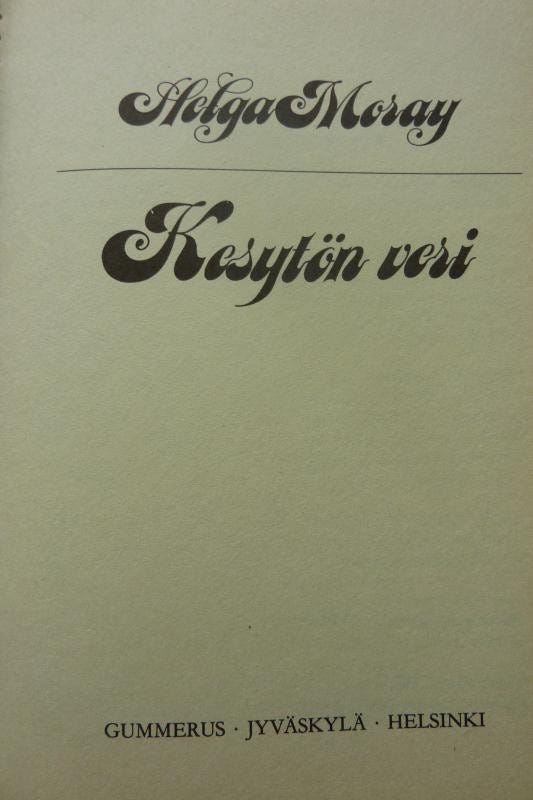 Helga Moray
Kesytön veri
GUMMERUS · JYVÄSKYLÄ · HELSINKI